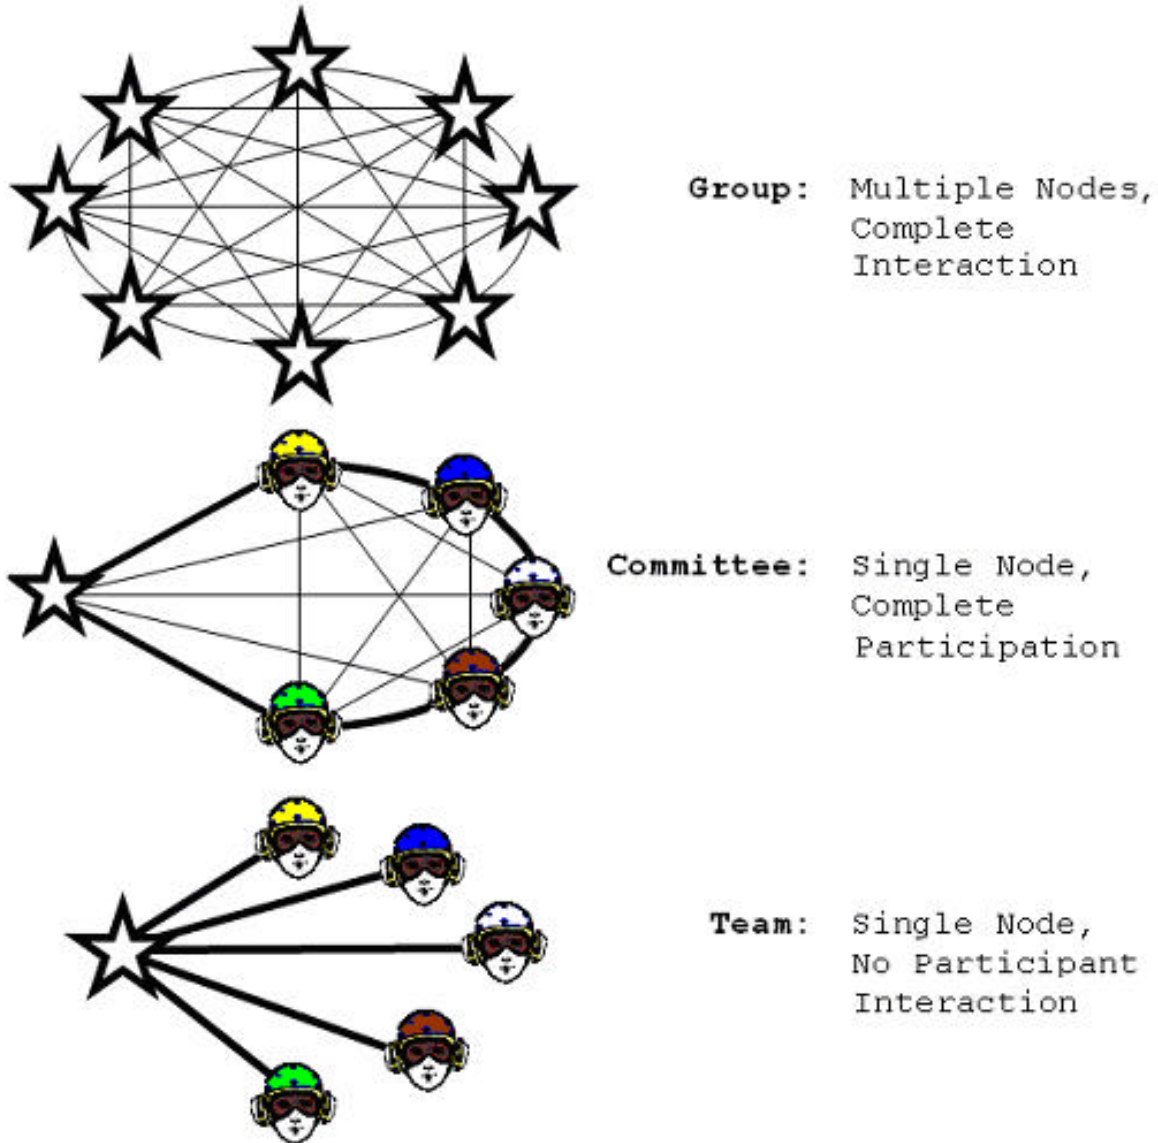 Group: Multiple Nodes,
Complete
Interaction
Committee: Single Node,
Complete
Participation
Team: Single Node,
No Participant
Interaction